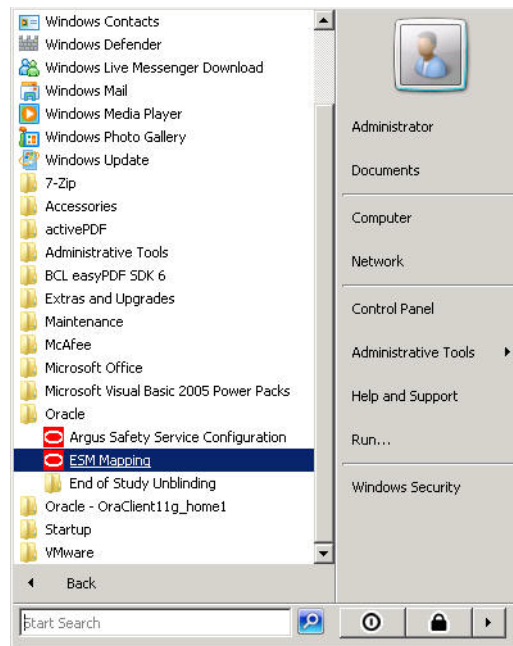 Windows Contacts
Windows Defender
Windows Live Messenger Download
Windows Mail
Windows Media Player
Windows Photo Gallery
Windows Update
7-Zip
Accessories
activePDF
Administrative Tools
BCL easyPDF SDK 6
Extras and Upgrades
Maintenance
McAfee
Microsoft Office
Microsoft Visual Basic 2005 Power Packs
Oracle
Argus Safety Service Configuration
ESM Mapping
End of Study Unblinding
Oracle - OraClient11g_home1
Startup
VMware
Back
Start Search
Administrator
Documents
Computer
Network
Control Panel
Administrative Tools
Help and Support
Run...
Windows Security